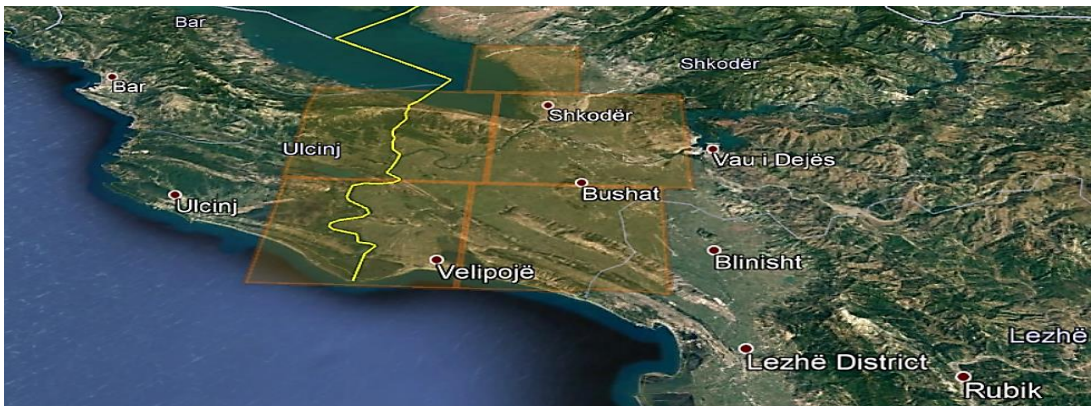 Bar
Bar
Shkodër
Shkodër
Ulcinj
Vau i Dejës
Ulcinj
Bushat
Velipojë
Blinisht
Lezhë
Lezhë District
Rubik